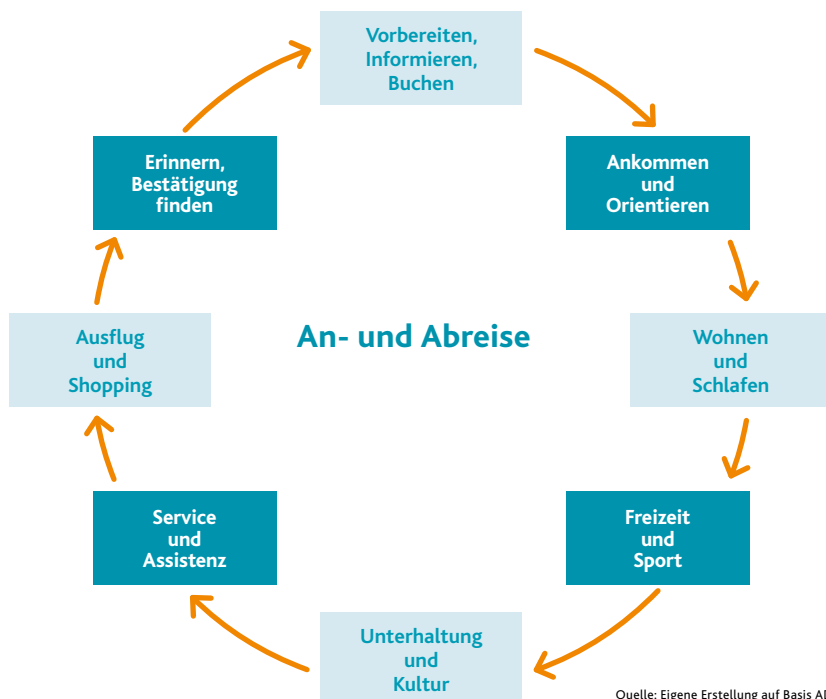 Vorbereiten,
Informieren,
Buchen
Ankommen
und
Orientieren
Wohnen
und
Schlafen
Freizeit
und
Sport
Unterhaltung
und
Kultur
Service
und
Assistenz
Ausflug
und
Shopping
Erinnern,
Bestätigung
finden
An- und Abreise
Quelle: Eigene Erstellung auf Basis